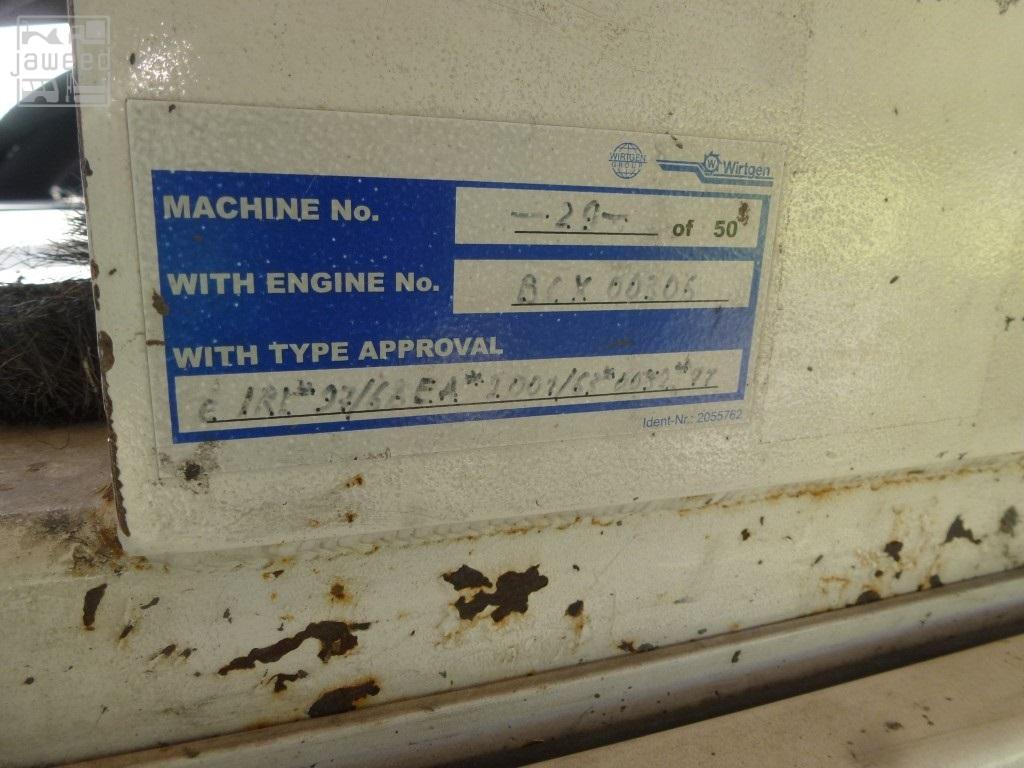 jaweed
WIRTGEN GROUP
Wirtgen
MACHINE No. -29- of 50
WITH ENGINE No. BCX 00306
WITH TYPE APPROVAL
Ident-Nr.: 2055762